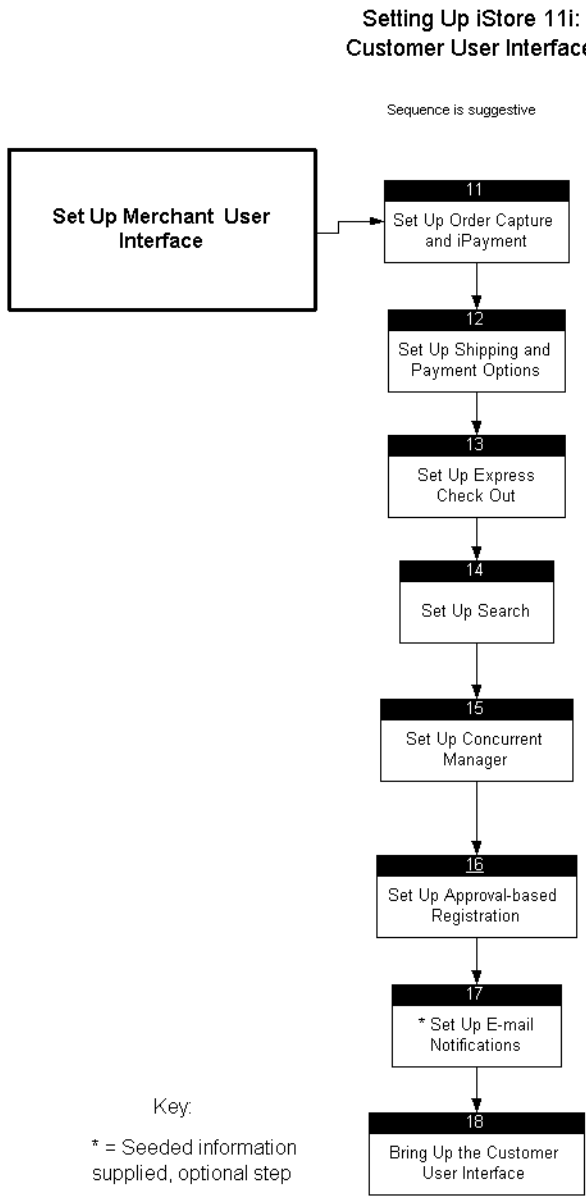 Setting Up iStore 11i:
Customer User Interface
Sequence is suggestive
Set Up Merchant User
Interface
11
Set Up Order Capture
and iPayment
12
Set Up Shipping and
Payment Options
13
Set Up Express
Check Out
14
Set Up Search
15
Set Up Concurrent
Manager
16
Set Up Approval-based
Registration
17
* Set Up E-mail
Notifications
18
Bring Up the Customer
User Interface
Key:
* = Seeded information
supplied, optional step